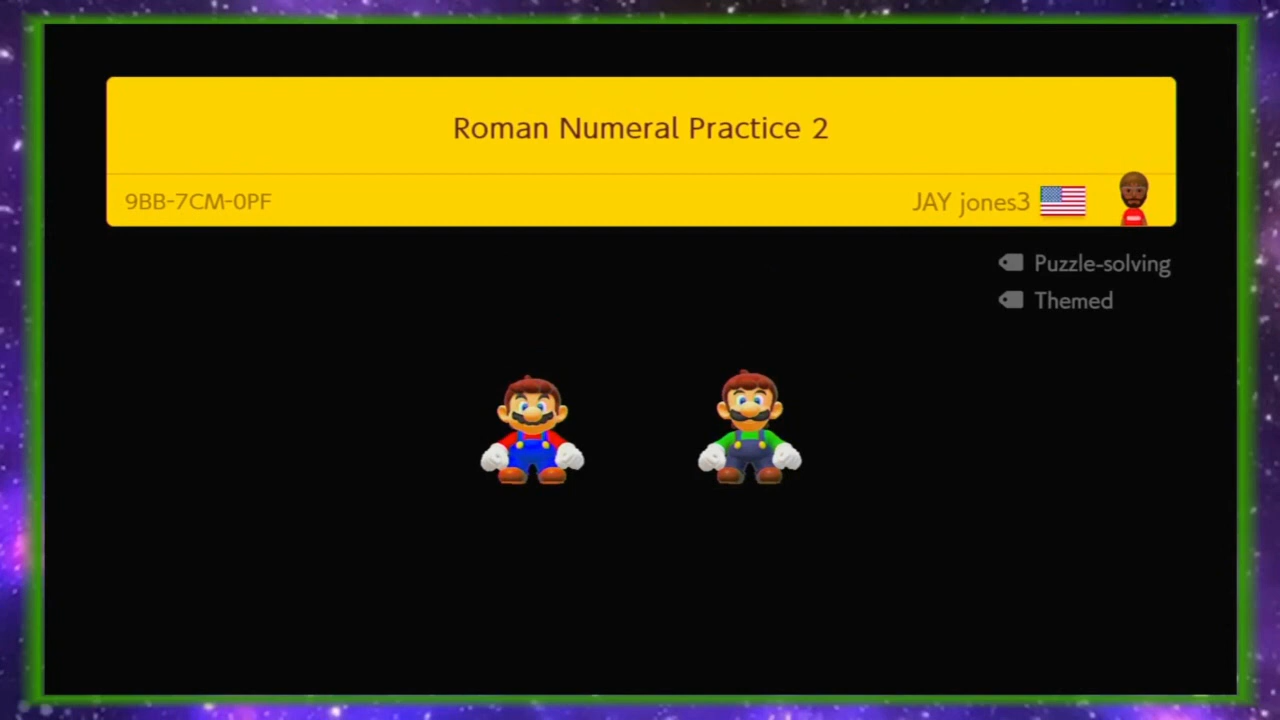 Roman Numeral Practice 2
9BB-7CM-0PF
JAY jones3
Puzzle-solving
Themed